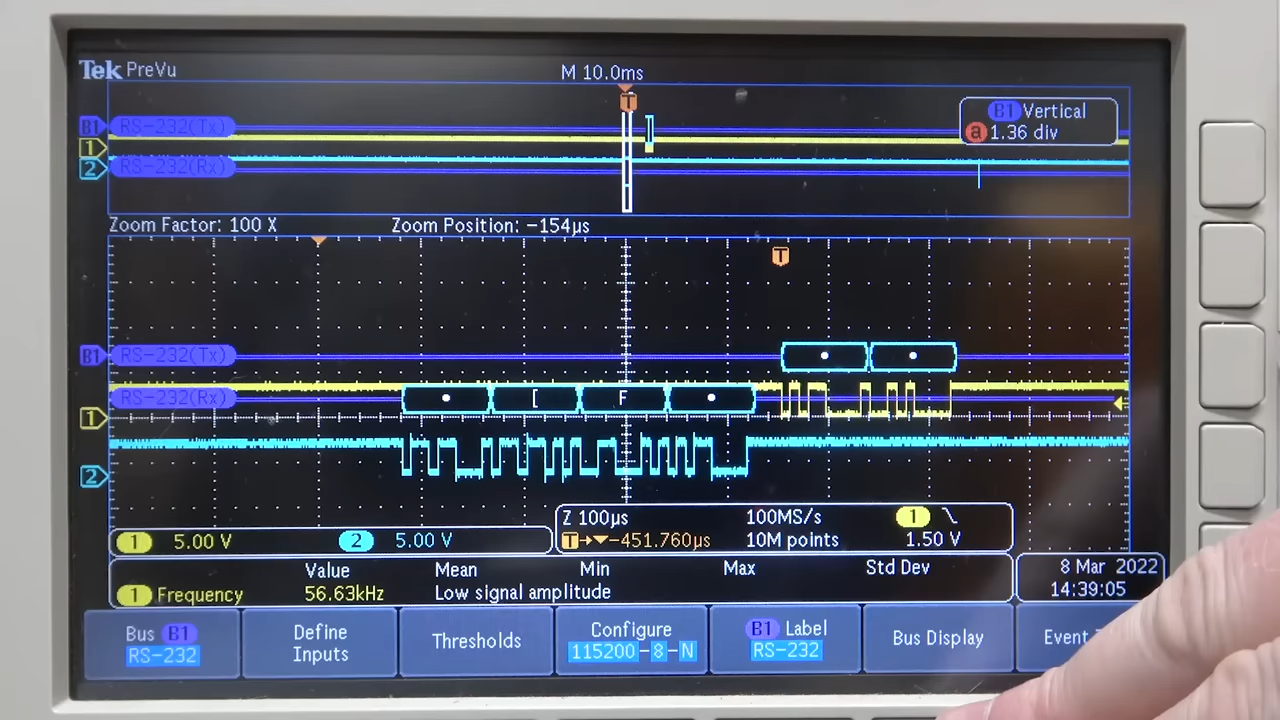 Tek PreVu
M 10.0ms
T
B1 Vertical
a 1.36 div
B1 RS-232(Tx)
1
2 RS-232(Rx)
Zoom Factor: 100 X
Zoom Position: −154µs
T
B1 RS-232(Tx)
RS-232(Rx)
[ F
1
2
1 5.00 V
2 5.00 V
Z 100µs
T→▼−451.760µs
100MS/s
10M points
1
1.50 V
Value Mean Min Max Std Dev
1 Frequency 56.63kHz Low signal amplitude
8 Mar 2022
14:39:05
Bus B1
RS-232
Define
Inputs
Thresholds
Configure
115200-8-N
B1 Label
RS-232
Bus Display
Event